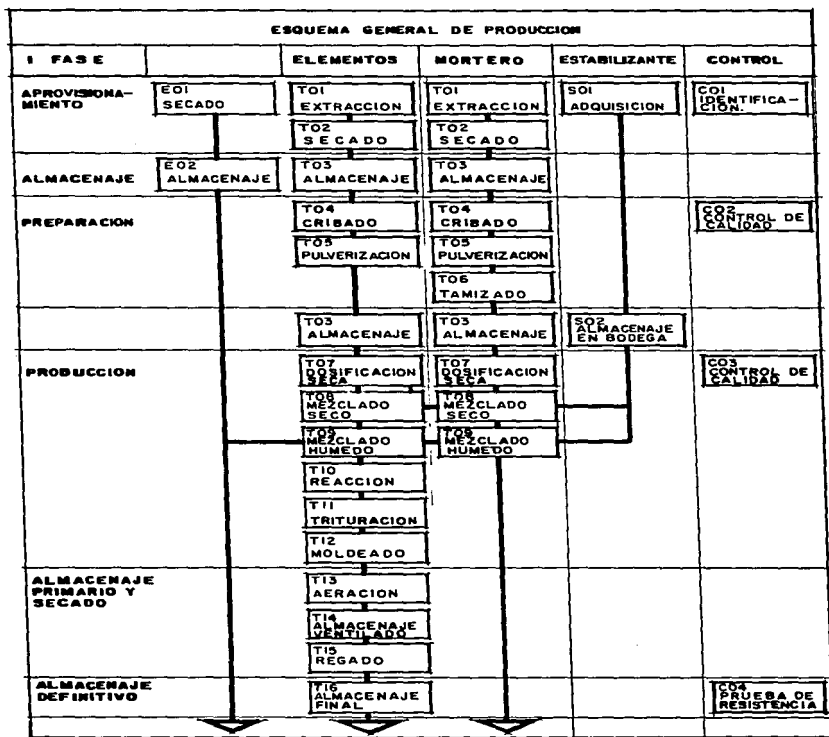 ESQUEMA GENERAL DE PRODUCCION
I FASE
ELEMENTOS
MORTERO
ESTABILIZANTE
CONTROL
APROVISIONA-
MIENTO
E01
SECADO
T01
EXTRACCION
T01
EXTRACCION
S01
ADQUISICION
C01
IDENTIFICA-
CION.
T02
SECADO
T02
SECADO
ALMACENAJE
E02
ALMACENAJE
T03
ALMACENAJE
T03
ALMACENAJE
PREPARACION
T04
CRIBADO
T04
CRIBADO
C02
CONTROL DE
CALIDAD
T05
PULVERIZACION
T05
PULVERIZACION
T06
TAMIZADO
T03
ALMACENAJE
T03
ALMACENAJE
S02
ALMACENAJE
EN BODEGA
PRODUCCION
T07
DOSIFICACION
SECA
T07
DOSIFICACION
SECA
C03
CONTROL DE
CALIDAD
T08
MEZCLADO
SECO
T08
MEZCLADO
SECO
T09
MEZCLADO
HUMEDO
T09
MEZCLADO
HUMEDO
T10
REACCION
T11
TRITURACION
T12
MOLDEADO
ALMACENAJE
PRIMARIO Y
SECADO
T13
AERACION
T14
ALMACENAJE
VENTILADO
T15
REGADO
ALMACENAJE
DEFINITIVO
T16
ALMACENAJE
FINAL
C04
PRUEBA DE
RESISTENCIA